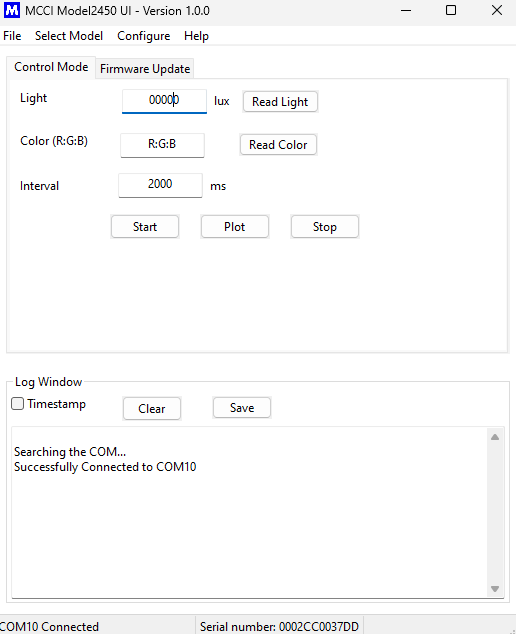 MCCI Model2450 UI - Version 1.0.0
File Select Model Configure Help
Control Mode Firmware Update
Light 00000 lux Read Light
Color (R:G:B) R:G:B Read Color
Interval 2000 ms
Start Plot Stop
Log Window
Timestamp Clear Save
Searching the COM...
Successfully Connected to COM10
COM10 Connected Serial number: 0002CC0037DD